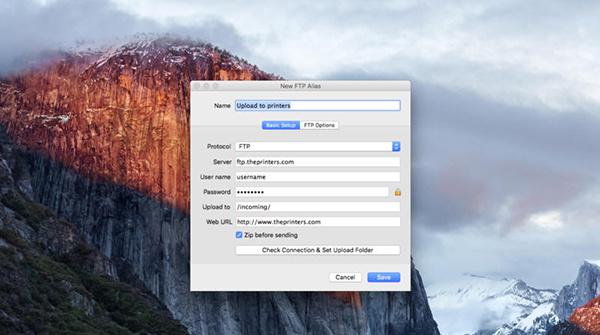 New FTP Alias
Name Upload to printers
Basic Setup FTP Options
Protocol FTP
Server ftp.theprinters.com
User name username
Password ••••••••
Upload to /incoming/
Web URL http://www.theprinters.com
Zip before sending
Check Connection & Set Upload Folder
Cancel Save